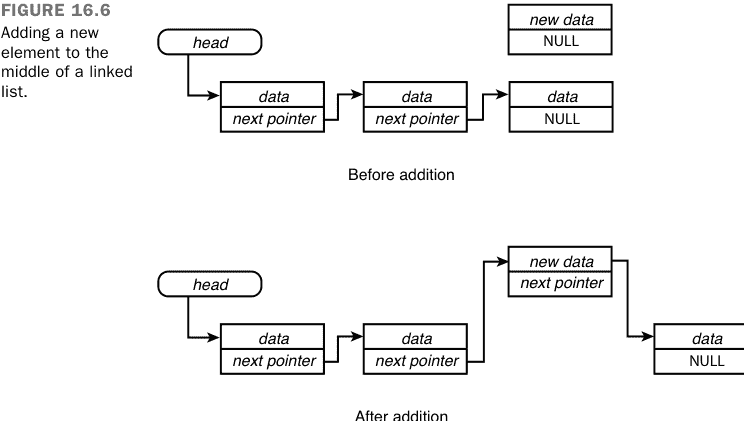 FIGURE 16.6
Adding a new
element to the
middle of a linked
list.
head
new data
NULL
data
next pointer
data
next pointer
data
NULL
Before addition
head
new data
next pointer
data
next pointer
data
next pointer
data
NULL
After addition